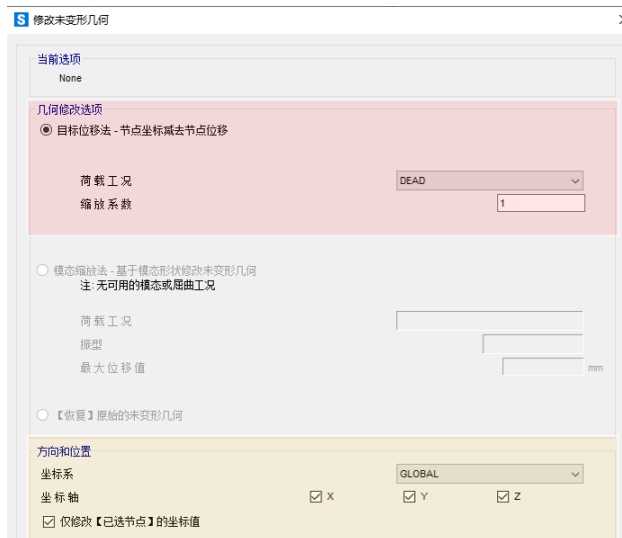 S 修改未变形几何
当前选项
None
几何修改选项
目标位移法 - 节点坐标减去节点位移
荷载工况 DEAD
缩放系数 1
模态缩放法 - 基于模态形状修改未变形几何
注: 无可用的模态或屈曲工况
荷载工况
振型
最大位移值 mm
【恢复】原始的未变形几何
方向和位置
坐标系 GLOBAL
坐标轴 X Y Z
仅修改【已选节点】的坐标值